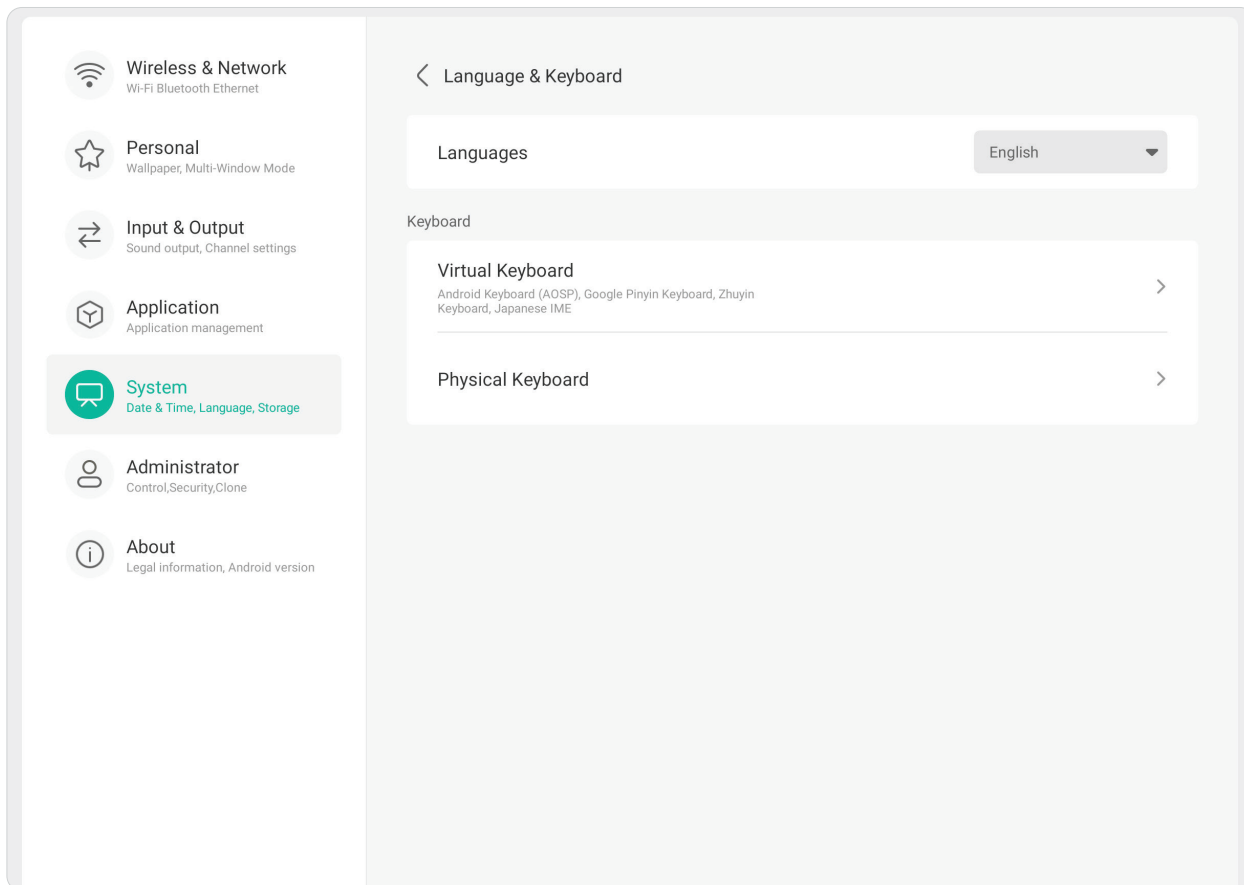 Wireless & Network
Wi-Fi Bluetooth Ethernet
Personal
Wallpaper, Multi-Window Mode
Input & Output
Sound output, Channel settings
Application
Application management
System
Date & Time, Language, Storage
Administrator
Control,Security,Clone
About
Legal information, Android version
Language & Keyboard
Languages
English
Keyboard
Virtual Keyboard
Android Keyboard (AOSP), Google Pinyin Keyboard, Zhuyin
Keyboard, Japanese IME
Physical Keyboard